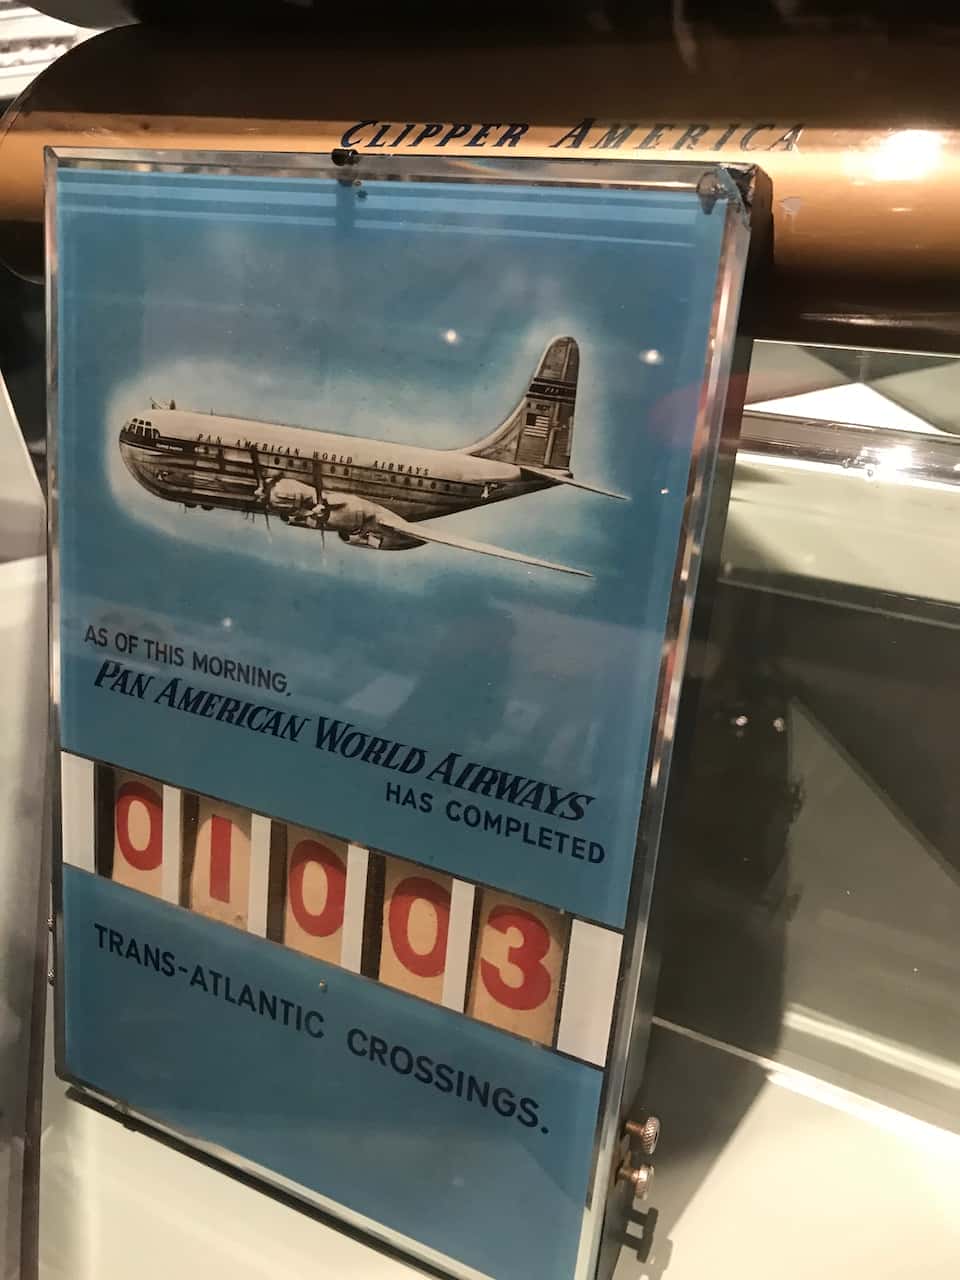 CLIPPER AMERICA
PAN AMERICAN WORLD AIRWAYS
AS OF THIS MORNING,
PAN AMERICAN WORLD AIRWAYS
HAS COMPLETED
01003
TRANS-ATLANTIC CROSSINGS.